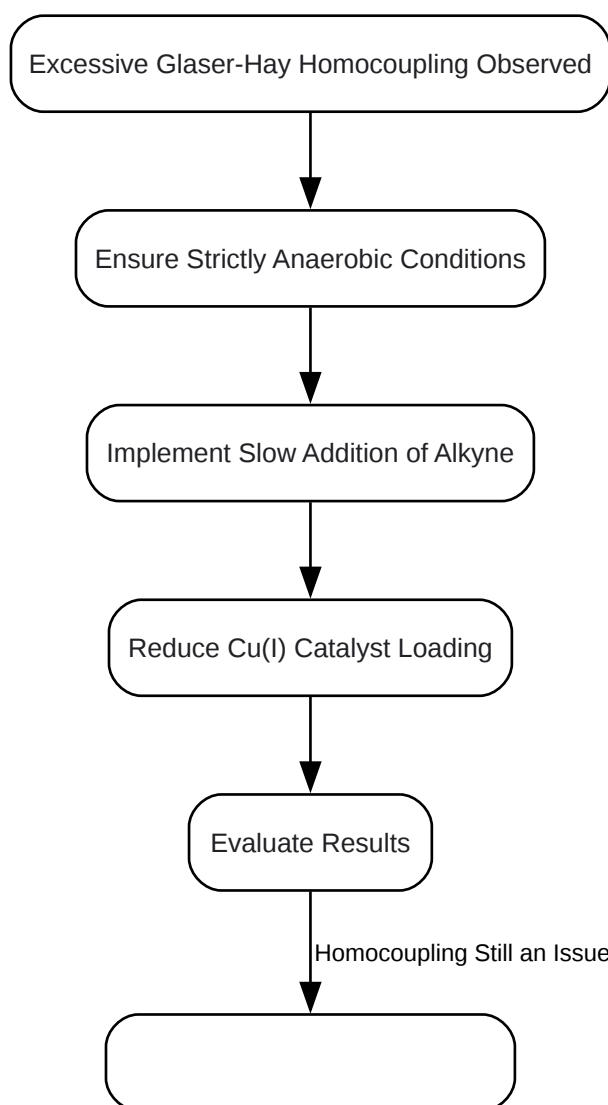 Excessive Glaser-Hay Homocoupling Observed
Ensure Strictly Anaerobic Conditions
Implement Slow Addition of Alkyne
Reduce Cu(I) Catalyst Loading
Evaluate Results
Homocoupling Still an Issue